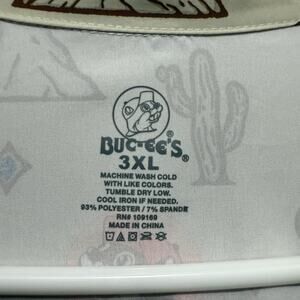 BUC-EE'S®
3XL
MACHINE WASH COLD
WITH LIKE COLORS.
TUMBLE DRY LOW.
COOL IRON IF NEEDED.
93% POLYESTER / 7% SPANDE
RN# 109169
MADE IN CHINA